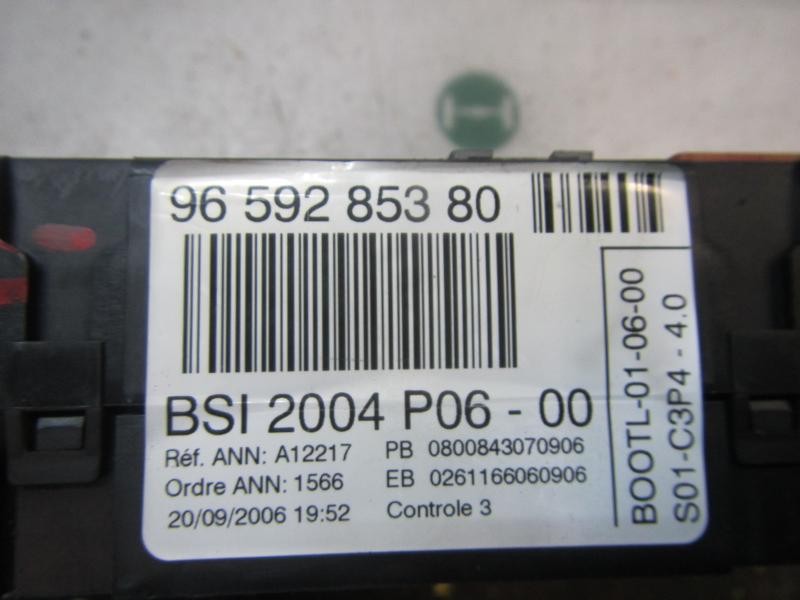 96 592 853 80
BSI 2004 P06 - 00
Réf. ANN: A12217 PB 0800843070906
Ordre ANN: 1566 EB 0261166060906
20/09/2006 19:52 Controle 3
BOOTL-01-06-00
S01-C3P4 - 4.0